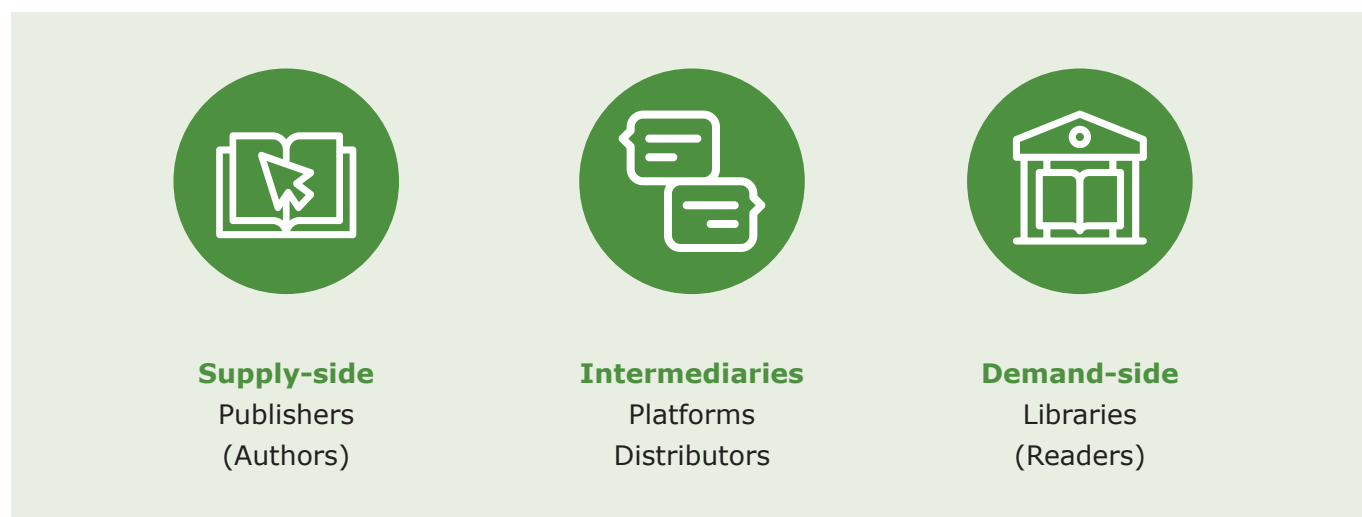 Supply-side
Publishers
(Authors)
Intermediaries
Platforms
Distributors
Demand-side
Libraries
(Readers)